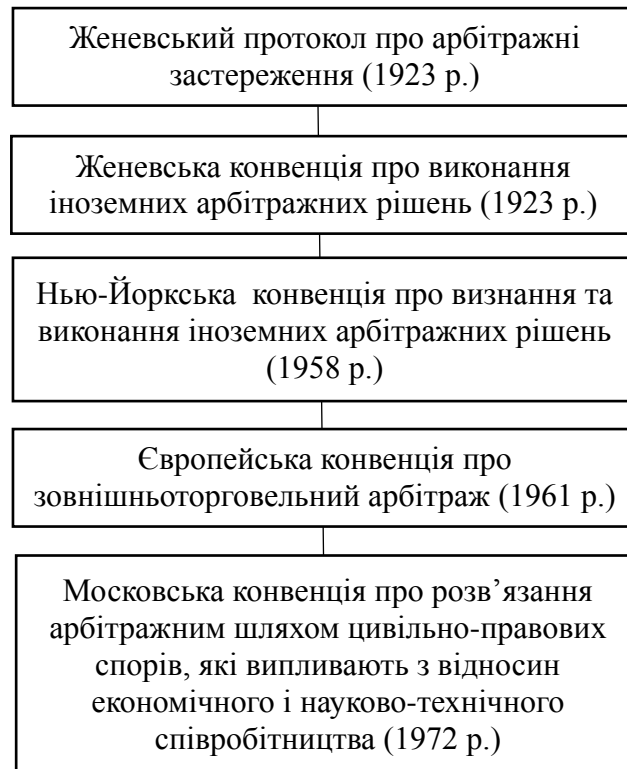 Женевський протокол про арбітражні
застереження (1923 р.)
Женевська конвенція про виконання
іноземних арбітражних рішень (1923 р.)
Нью-Йоркська  конвенція про визнання та
виконання іноземних арбітражних рішень
(1958 р.)
Європейська конвенція про
зовнішньоторговельний арбітраж (1961 р.)
Московська конвенція про розв’язання
арбітражним шляхом цивільно-правових
спорів, які випливають з відносин
економічного і науково-технічного
співробітництва (1972 р.)